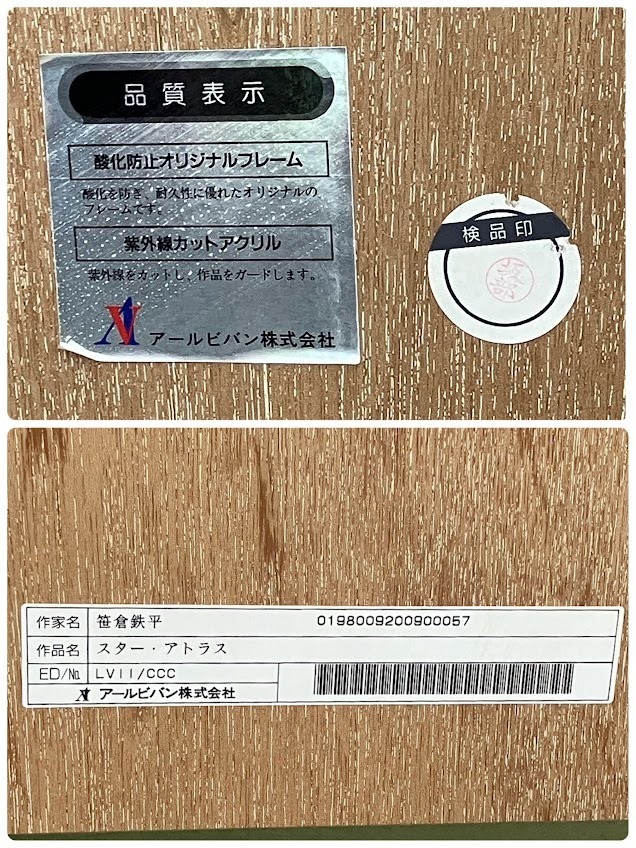 品質表示
酸化防止オリジナルフレーム
酸化を防ぎ、耐久性に優れたオリジナルの
フレームです。
紫外線カットアクリル
紫外線をカットし、作品をガードします。
アールビバン株式会社
検品印
作家名 笹倉鉄平 0198009200900057
作品名 スター・アトラス
ED/№ LVII/CCC
アールビバン株式会社